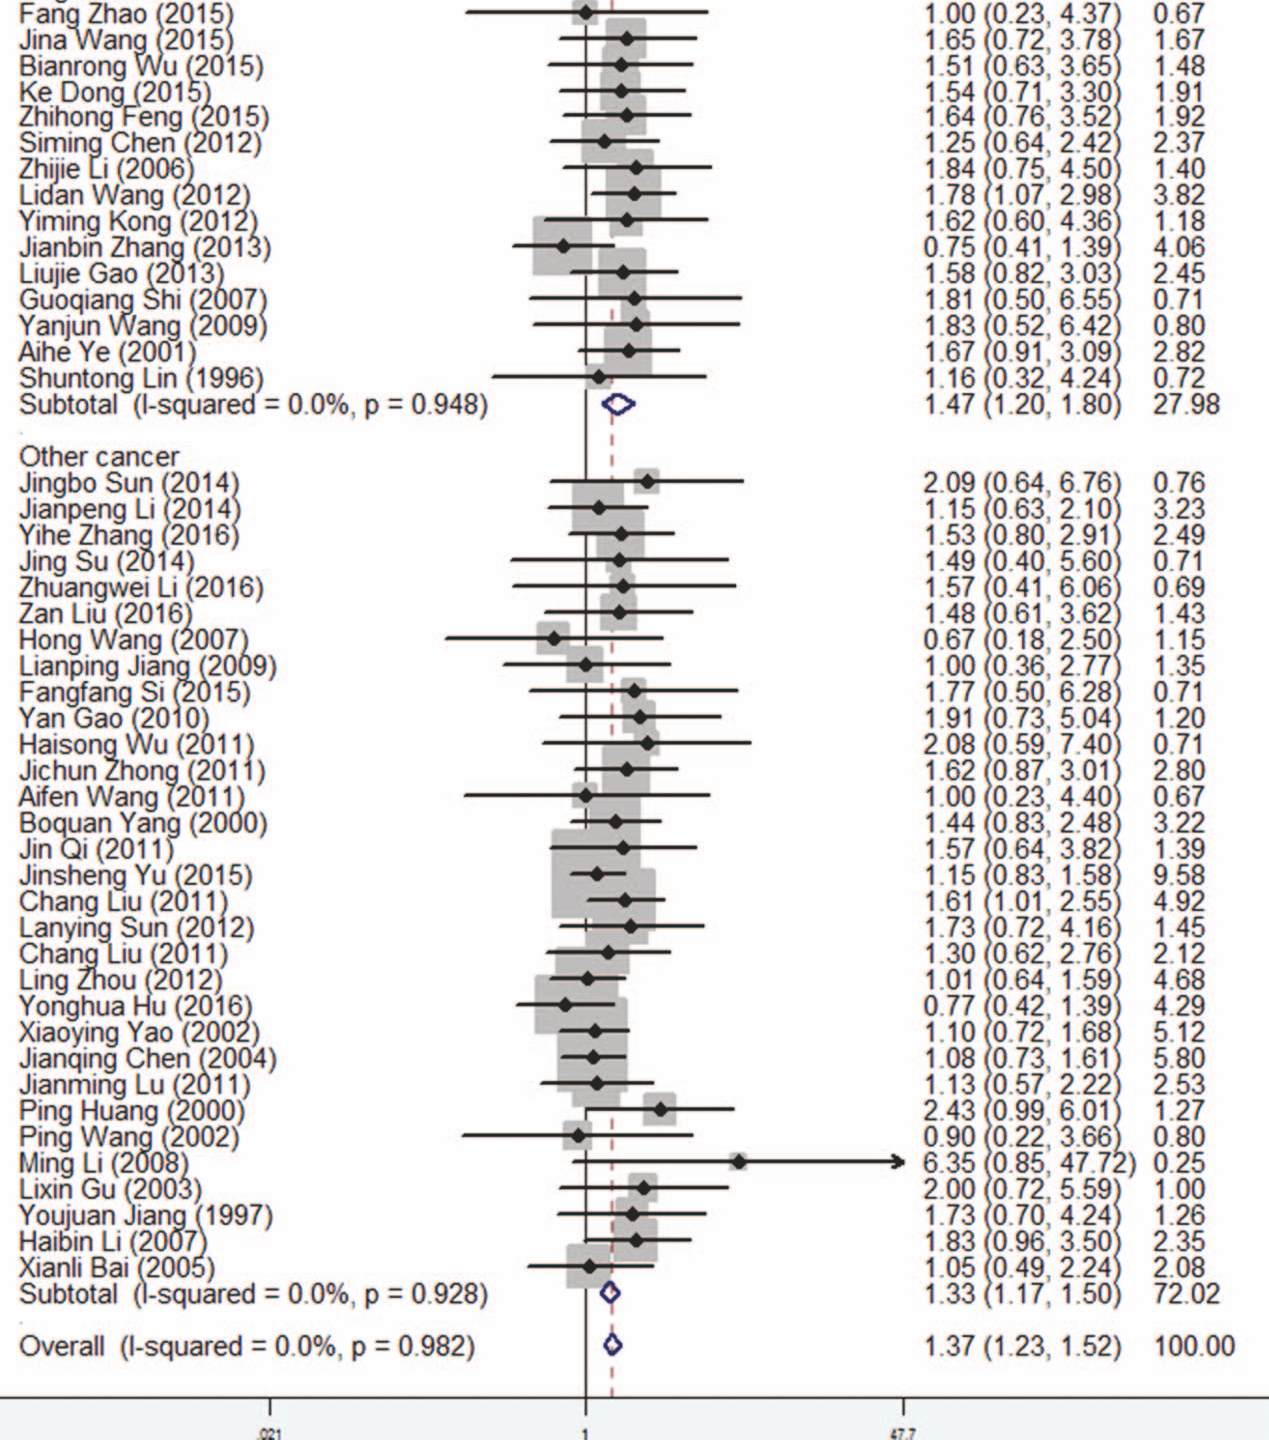 Fang Zhao (2015) 1.00 (0.23, 4.37) 0.67
Jina Wang (2015) 1.65 (0.72, 3.78) 1.67
Bianrong Wu (2015) 1.51 (0.63, 3.65) 1.48
Ke Dong (2015) 1.54 (0.71, 3.30) 1.91
Zhihong Feng (2015) 1.64 (0.76, 3.52) 1.92
Siming Chen (2012) 1.25 (0.64, 2.42) 2.37
Zhijie Li (2006) 1.84 (0.75, 4.50) 1.40
Lidan Wang (2012) 1.78 (1.07, 2.98) 3.82
Yiming Kong (2012) 1.62 (0.60, 4.36) 1.18
Jianbin Zhang (2013) 0.75 (0.41, 1.39) 4.06
Liujie Gao (2013) 1.58 (0.82, 3.03) 2.45
Guoqiang Shi (2007) 1.81 (0.50, 6.55) 0.71
Yanjun Wang (2009) 1.83 (0.52, 6.42) 0.80
Aihe Ye (2001) 1.67 (0.91, 3.09) 2.82
Shuntong Lin (1996) 1.16 (0.32, 4.24) 0.72
Subtotal (I-squared = 0.0%, p = 0.948) 1.47 (1.20, 1.80) 27.98
.
Other cancer
Jingbo Sun (2014) 2.09 (0.64, 6.76) 0.76
Jianpeng Li (2014) 1.15 (0.63, 2.10) 3.23
Yihe Zhang (2016) 1.53 (0.80, 2.91) 2.49
Jing Su (2014) 1.49 (0.40, 5.60) 0.71
Zhuangwei Li (2016) 1.57 (0.41, 6.06) 0.69
Zan Liu (2016) 1.48 (0.61, 3.62) 1.43
Hong Wang (2007) 0.67 (0.18, 2.50) 1.15
Lianping Jiang (2009) 1.00 (0.36, 2.77) 1.35
Fangfang Si (2015) 1.77 (0.50, 6.28) 0.71
Yan Gao (2010) 1.91 (0.73, 5.04) 1.20
Haisong Wu (2011) 2.08 (0.59, 7.40) 0.71
Jichun Zhong (2011) 1.62 (0.87, 3.01) 2.80
Aifen Wang (2011) 1.00 (0.23, 4.40) 0.67
Boquan Yang (2000) 1.44 (0.83, 2.48) 3.22
Jin Qi (2011) 1.57 (0.64, 3.82) 1.39
Jinsheng Yu (2015) 1.15 (0.83, 1.58) 9.58
Chang Liu (2011) 1.61 (1.01, 2.55) 4.92
Lanying Sun (2012) 1.73 (0.72, 4.16) 1.45
Chang Liu (2011) 1.30 (0.62, 2.76) 2.12
Ling Zhou (2012) 1.01 (0.64, 1.59) 4.68
Yonghua Hu (2016) 0.77 (0.42, 1.39) 4.29
Xiaoying Yao (2002) 1.10 (0.72, 1.68) 5.12
Jianqing Chen (2004) 1.08 (0.73, 1.61) 5.80
Jianming Lu (2011) 1.13 (0.57, 2.22) 2.53
Ping Huang (2000) 2.43 (0.99, 6.01) 1.27
Ping Wang (2002) 0.90 (0.22, 3.66) 0.80
Ming Li (2008) 6.35 (0.85, 47.72) 0.25
Lixin Gu (2003) 2.00 (0.72, 5.59) 1.00
Youjuan Jiang (1997) 1.73 (0.70, 4.24) 1.26
Haibin Li (2007) 1.83 (0.96, 3.50) 2.35
Xianli Bai (2005) 1.05 (0.49, 2.24) 2.08
Subtotal (I-squared = 0.0%, p = 0.928) 1.33 (1.17, 1.50) 72.02
.
Overall (I-squared = 0.0%, p = 0.982) 1.37 (1.23, 1.52) 100.00
.021 1 47.7